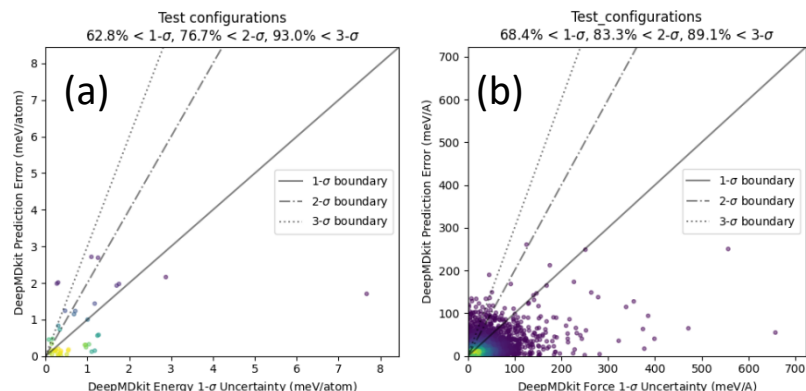 Test configurations
62.8% < 1-σ, 76.7% < 2-σ, 93.0% < 3-σ
(a)
8
7
6
5
4
3
2
1
0
DeepMDkit Prediction Error (meV/atom)
1-σ boundary
2-σ boundary
3-σ boundary
0 1 2 3 4 5 6 7 8
DeepMDkit Energy 1-σ Uncertainty (meV/atom)
Test_configurations
68.4% < 1-σ, 83.3% < 2-σ, 89.1% < 3-σ
(b)
700
600
500
400
300
200
100
0
DeepMDkit Prediction Error (meV/A)
1-σ boundary
2-σ boundary
3-σ boundary
0 100 200 300 400 500 600 700
DeepMDkit Force 1-σ Uncertainty (meV/A)